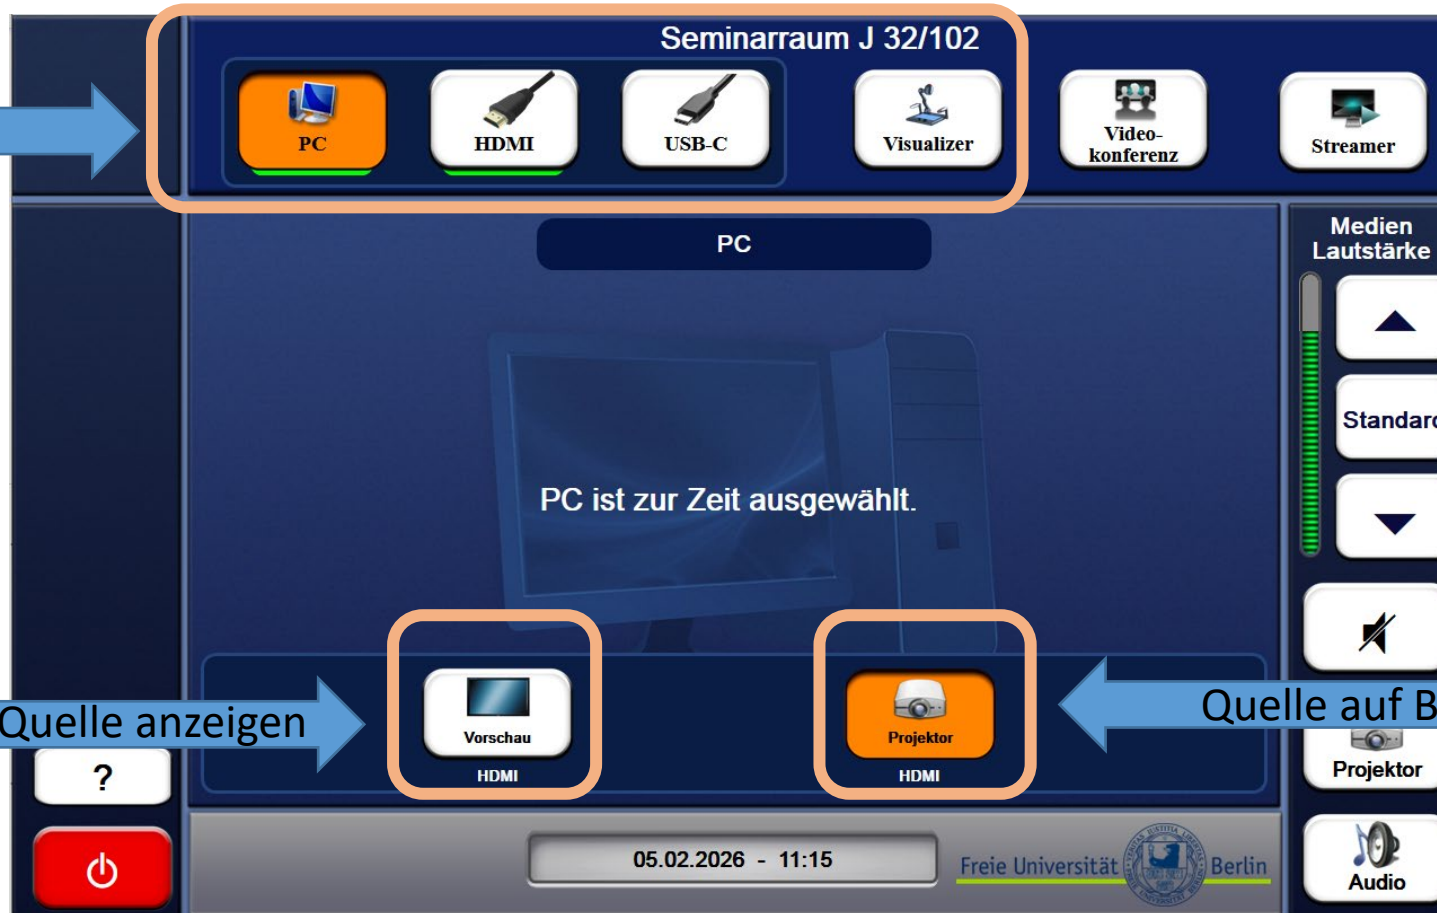 Seminarraum J 32/102
PC
HDMI
USB-C
Visualizer
Video-
konferenz
Streamer
PC
Medien
Lautstärke
Standard
PC ist zur Zeit ausgewählt.
Quelle anzeigen
Vorschau
HDMI
Projektor
HDMI
Quelle auf B
Projektor
?
05.02.2026 - 11:15
Freie Universität Berlin
Audio